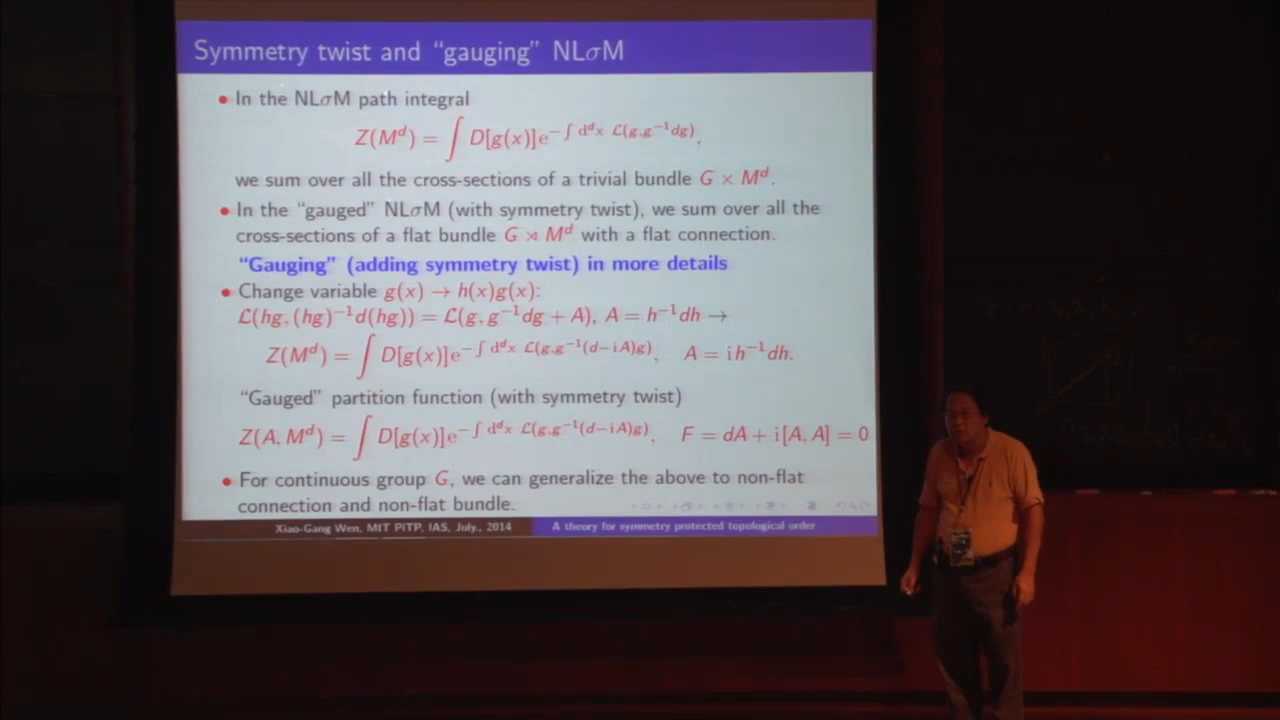 Symmetry twist and “gauging” NLσM
• In the NLσM path integral
Z(M^d) = ∫ D[g(x)]e^{−∫ d^d x L(g,g^{−1}dg)},
we sum over all the cross-sections of a trivial bundle G × M^d.
• In the “gauged” NLσM (with symmetry twist), we sum over all the
cross-sections of a flat bundle G ⋊ M^d with a flat connection.
“Gauging” (adding symmetry twist) in more details
• Change variable g(x) → h(x)g(x):
L(hg, (hg)^{−1}d(hg)) = L(g, g^{−1}dg + A), A = h^{−1}dh →
Z(M^d) = ∫ D[g(x)]e^{−∫ d^d x L(g,g^{−1}(d−iA)g)}, A = i h^{−1}dh.
“Gauged” partition function (with symmetry twist)
Z(A, M^d) = ∫ D[g(x)]e^{−∫ d^d x L(g,g^{−1}(d−iA)g)}, F = dA + i[A, A] = 0
• For continuous group G, we can generalize the above to non-flat
connection and non-flat bundle.
Xiao-Gang Wen, MIT PiTP, IAS, July., 2014 A theory for symmetry protected topological order